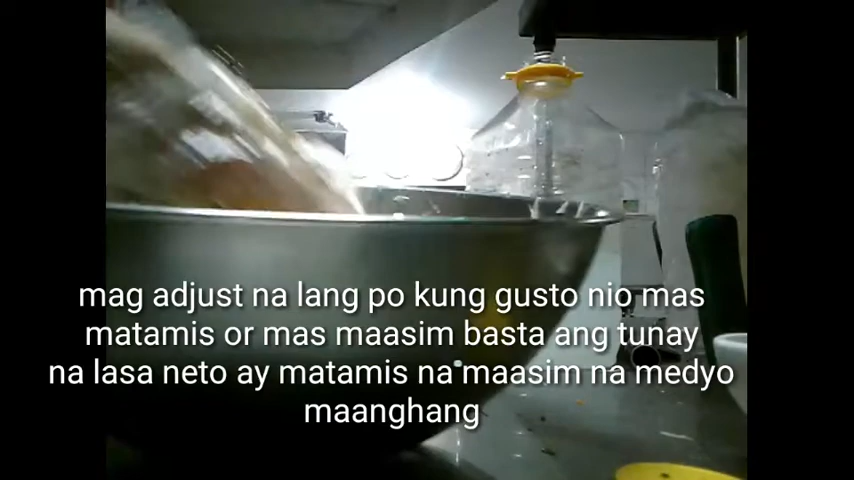 mag adjust na lang po kung gusto nio mas
matamis or mas maasim basta ang tunay
na lasa neto ay matamis na maasim na medyo
maanghang